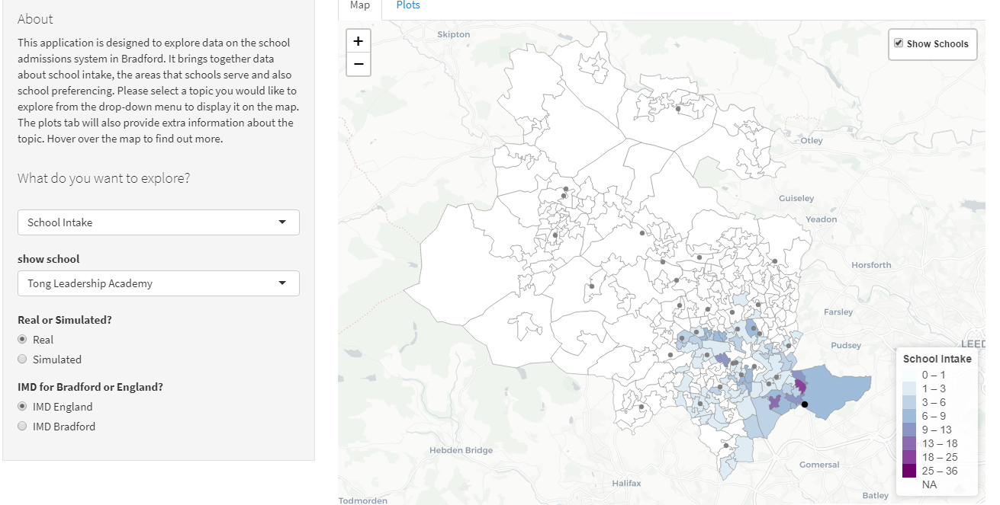 About
This application is designed to explore data on the school
admissions system in Bradford. It brings together data
about school intake, the areas that schools serve and also
school preferencing. Please select a topic you would like to
explore from the drop-down menu to display it on the map.
The plots tab will also provide extra information about the
topic. Hover over the map to find out more.
What do you want to explore?
School Intake
show school
Tong Leadership Academy
Real or Simulated?
Real
Simulated
IMD for Bradford or England?
IMD England
IMD Bradford
Map Plots
+
−
Show Schools
Skipton
Otley
Guiseley
Yeadon
Horsforth
Farsley
Pudsey
LEED
Hebden Bridge
Gomersal
Halifax
Batley
Todmorden
School Intake
0 – 1
1 – 3
3 – 6
6 – 9
9 – 13
13 – 18
18 – 25
25 – 36
NA